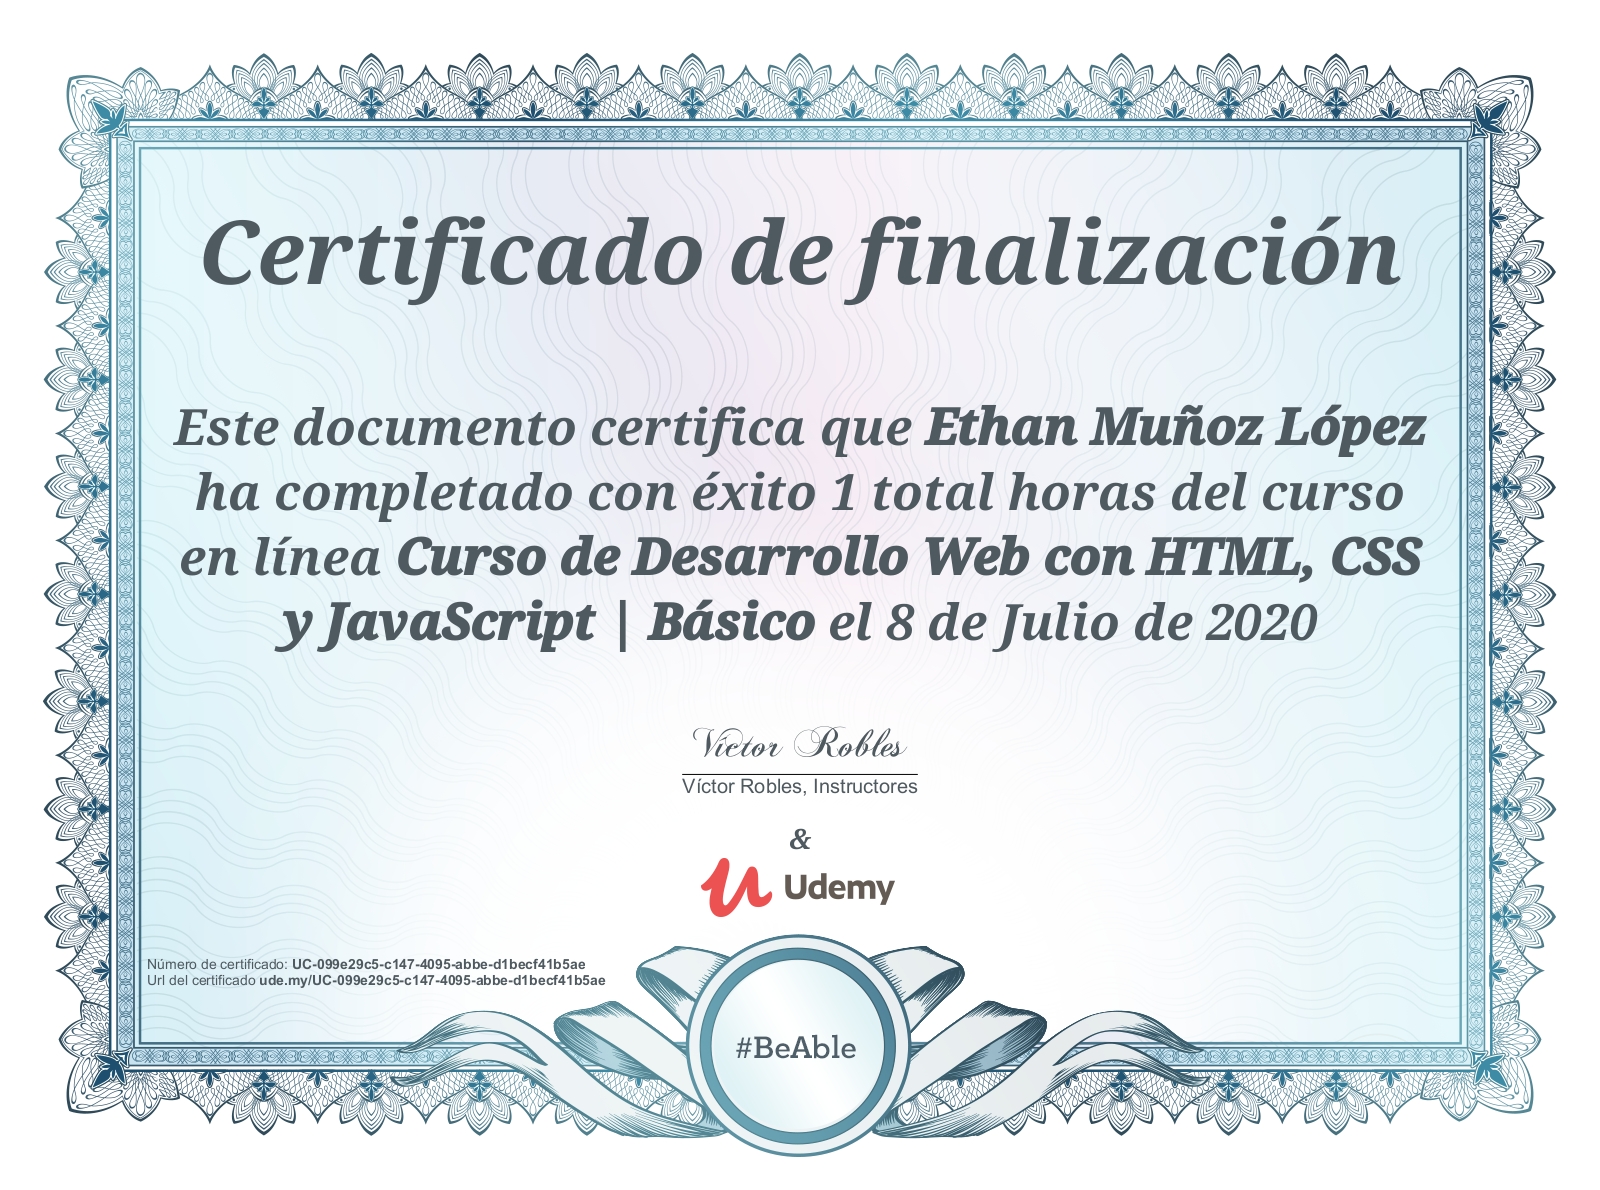 Certificado de finalización
Este documento certifica que Ethan Muñoz López
ha completado con éxito 1 total horas del curso
en línea Curso de Desarrollo Web con HTML, CSS
y JavaScript | Básico el 8 de Julio de 2020
Víctor Robles
Víctor Robles, Instructores
&
Udemy
Número de certificado: UC-099e29c5-c147-4095-abbe-d1becf41b5ae
Url del certificado ude.my/UC-099e29c5-c147-4095-abbe-d1becf41b5ae
#BeAble